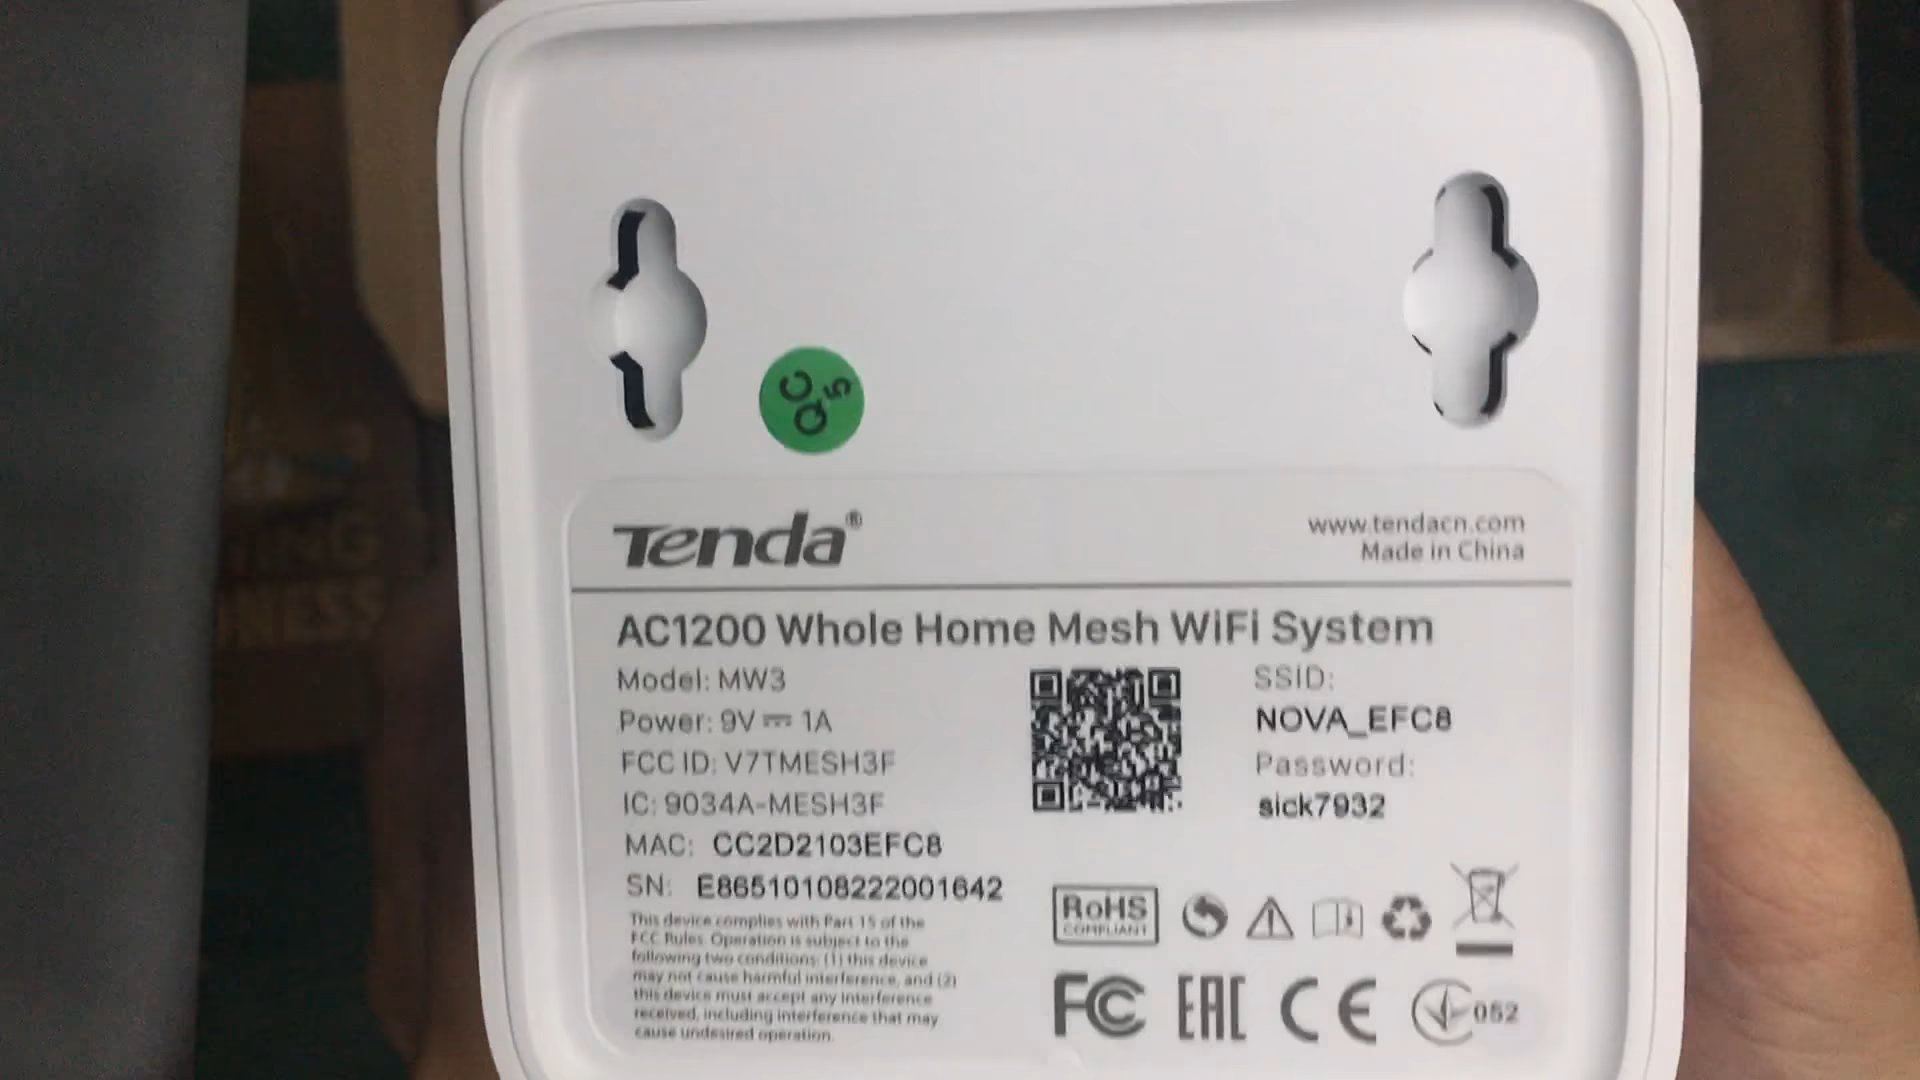 QC
5
Tenda®
www.tendacn.com
Made in China
AC1200 Whole Home Mesh WiFi System
Model: MW3
Power: 9V ⎓ 1A
FCC ID: V7TMESH3F
IC: 9034A-MESH3F
MAC: CC2D2103EFC8
SN: E86510108222001642
SSID:
NOVA_EFC8
Password:
sick7932
This device complies with Part 15 of the
FCC Rules. Operation is subject to the
following two conditions: (1) this device
may not cause harmful interference, and (2)
this device must accept any interference
received, including interference that may
cause undesired operation.
RoHS
COMPLIANT
FC EAC CE 052